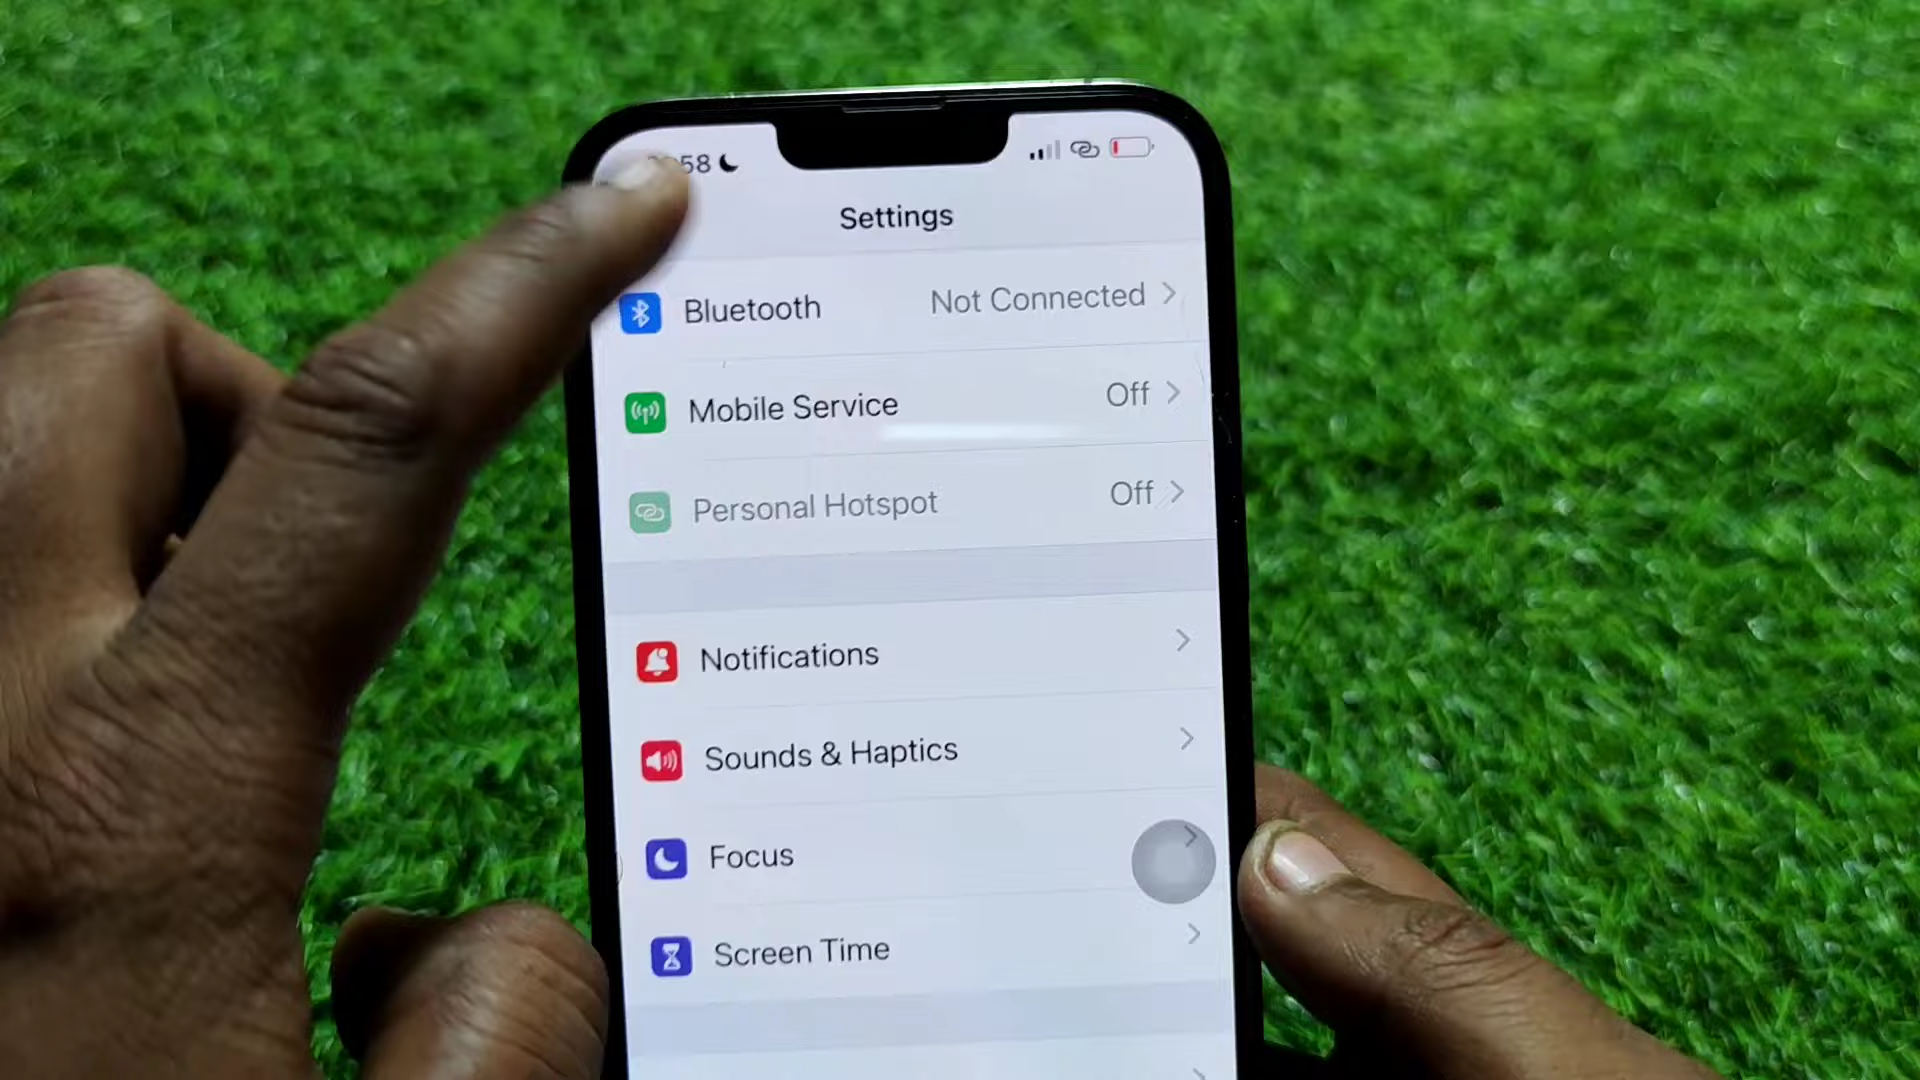 58
Settings
Bluetooth Not Connected
Mobile Service Off
Personal Hotspot Off
Notifications
Sounds & Haptics
Focus
Screen Time